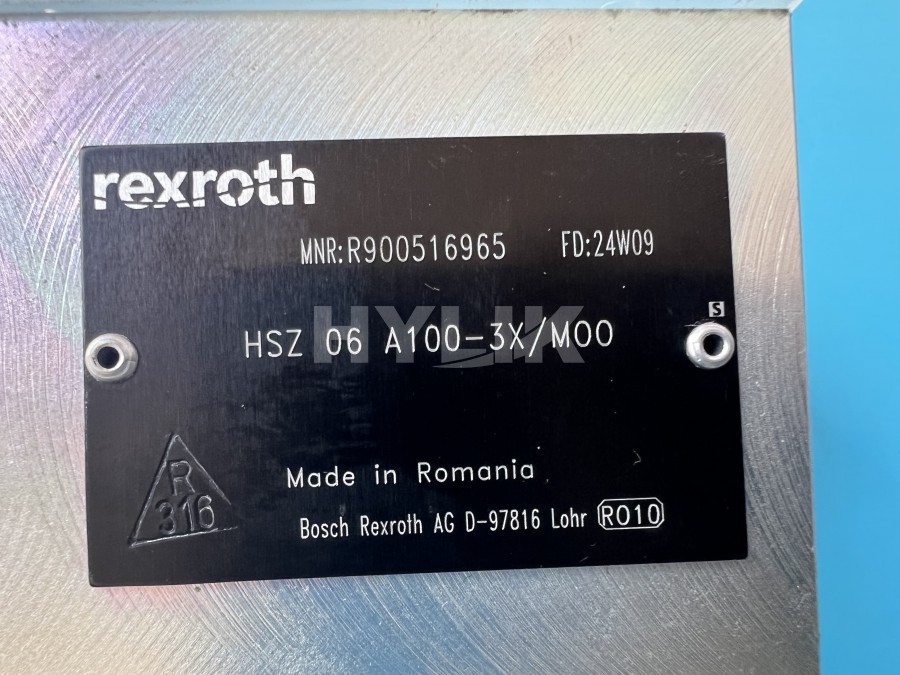 rexroth
MNR:R900516965 FD:24W09
S
HSZ 06 A100-3X/M00
HYLIK
R
316
Made in Romania
Bosch Rexroth AG D-97816 Lohr RO10